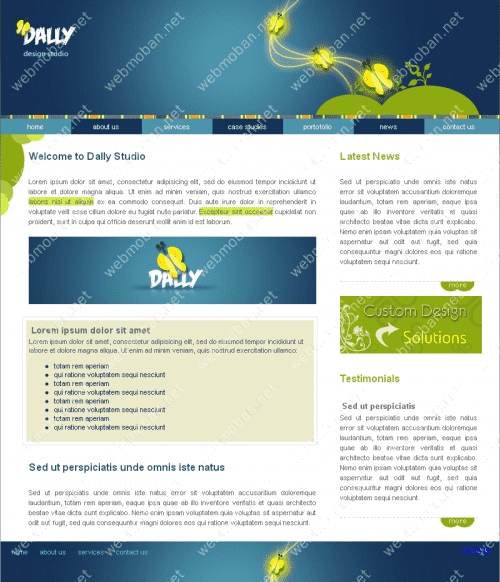 DALLY
design studio
home about us services case studies portofolio news contact us
Welcome to Dally Studio
Lorem ipsum dolor sit amet, consectetur adipisicing elit, sed do eiusmod tempor incididunt ut
labore et dolore magna aliqua. Ut enim ad minim veniam, quis nostrud exercitation ullamco
laboris nisi ut aliquip ex ea commodo consequat. Duis aute irure dolor in reprehenderit in
voluptate velit esse cillum dolore eu fugiat nulla pariatur. Excepteur sint occaecat cupidatat non
proident, sunt in culpa qui officia deserunt mollit anim id est laborum.
DALLY
Lorem ipsum dolor sit amet
Lorem ipsum dolor sit amet, consectetur adipisicing elit, sed do eiusmod tempor incididunt ut
labore et dolore magna aliqua. Ut enim ad minim veniam, quis nostrud exercitation ullamco:
totam rem aperiam
qui ratione voluptatem sequi nesciunt
totam rem aperiam
qui ratione voluptatem sequi nesciunt
totam rem aperiam
qui ratione voluptatem sequi nesciunt
totam rem aperiam
qui ratione voluptatem sequi nesciunt
Sed ut perspiciatis unde omnis iste natus
Sed ut perspiciatis unde omnis iste natus error sit voluptatem accusantium doloremque
laudantium, totam rem aperiam, eaque ipsa quae ab illo inventore veritatis et quasi architecto
beatae vitae dicta sunt explicabo. Nemo enim ipsam voluptatem quia voluptas sit aspernatur aut
odit aut fugit, sed quia consequuntur magni dolores eos qui ratione voluptatem sequi nesciunt.
Latest News
Sed ut perspiciatis unde omnis iste natus error sit voluptatem accusantium doloremque
laudantium, totam rem aperiam, eaque ipsa
quae ab illo inventore veritatis et quasi
architecto beatae vitae dicta sunt explicabo.
Nemo enim ipsam voluptatem quia voluptas sit
aspernatur aut odit aut fugit, sed quia
consequuntur magni dolores eos qui ratione
voluptatem sequi nesciunt.
more
Custom Design
Solutions
Testimonials
Sed ut perspiciatis
Sed ut perspiciatis unde omnis iste natus error
sit voluptatem accusantium doloremque
laudantium, totam rem aperiam, eaque ipsa
quae ab illo inventore veritatis et quasi
architecto beatae vitae dicta sunt explicabo.
Nemo enim ipsam voluptatem quia voluptas sit
aspernatur aut odit aut fugit, sed quia
consequuntur magni dolores eos qui ratione
voluptatem sequi nesciunt.
more
home about us services contact us
webmoban.net